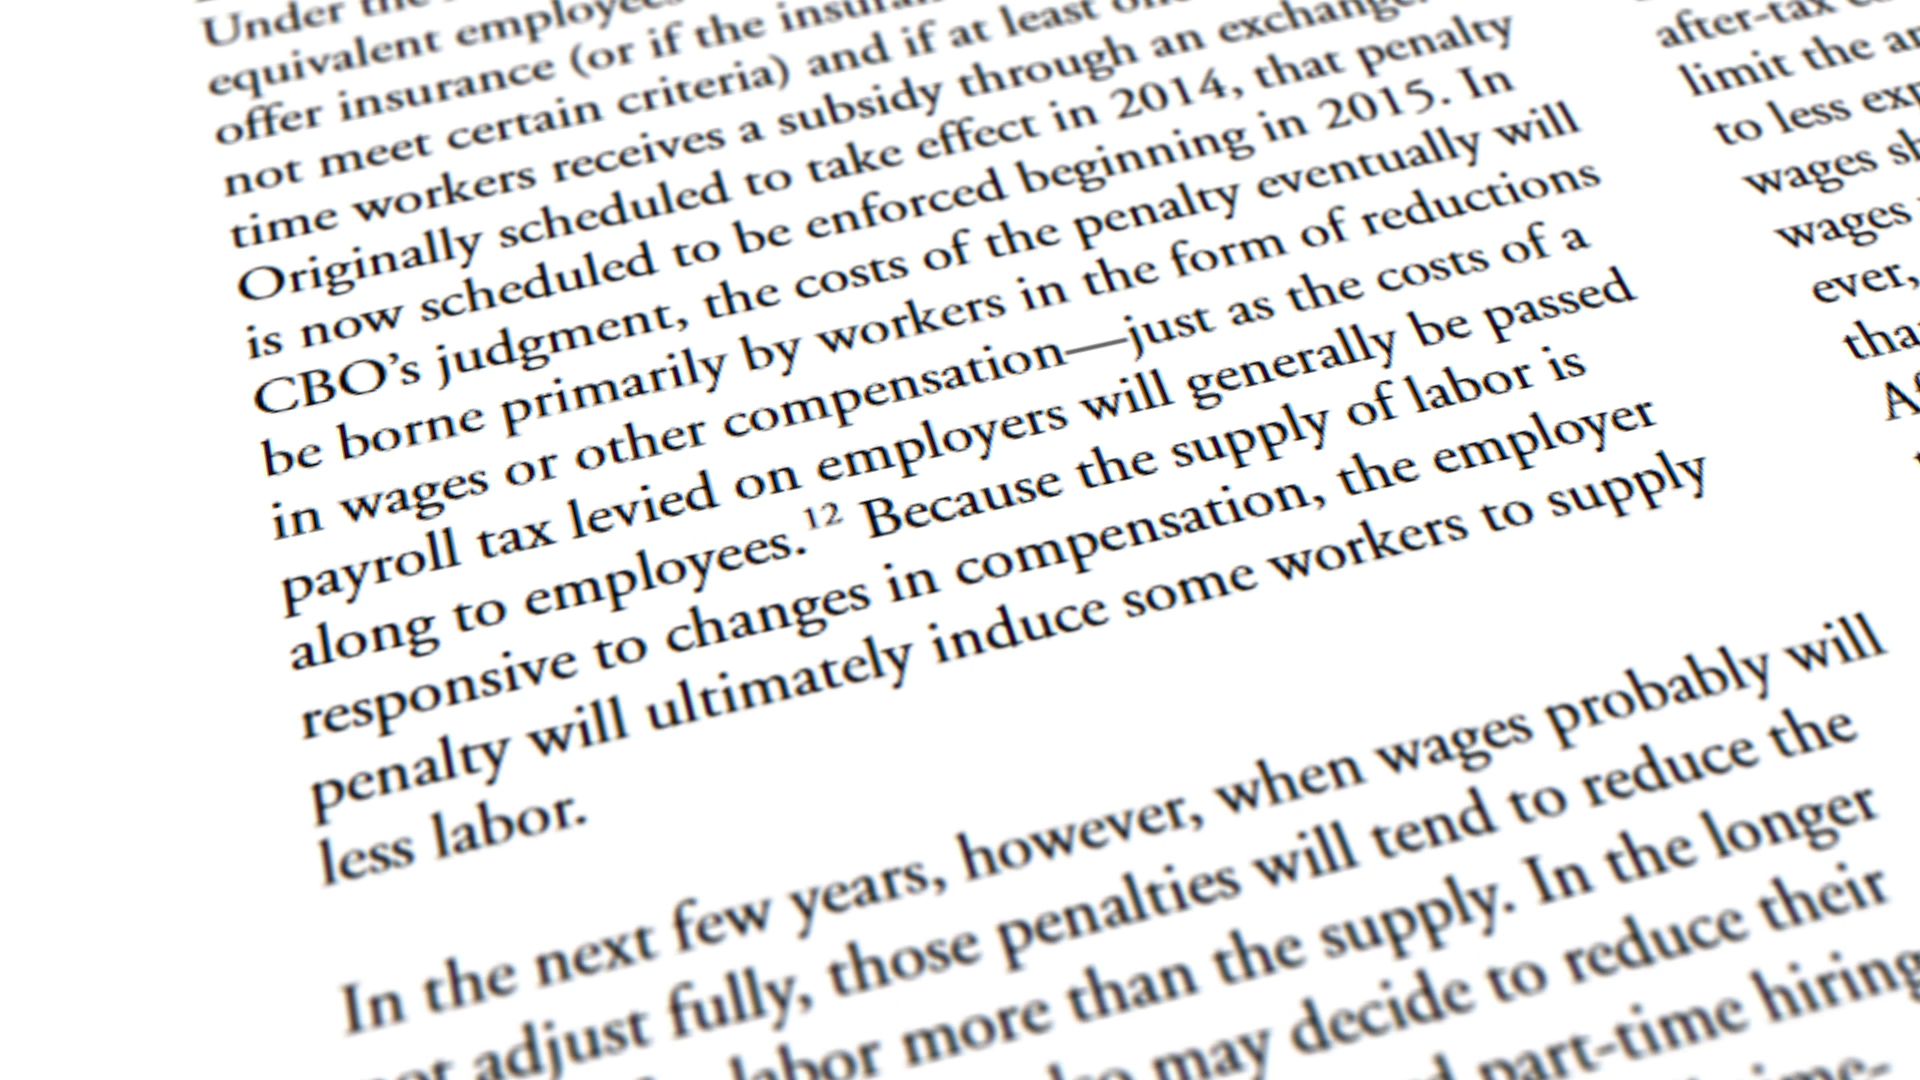 Under the
equivalent employees
offer insurance (or if the
not meet certain criteria) and if at least
time workers receives a subsidy through an exchange.
Originally scheduled to take effect in 2014, that penalty
is now scheduled to be enforced beginning in 2015. In
CBO’s judgment, the costs of the penalty eventually will
be borne primarily by workers in the form of reductions
in wages or other compensation—just as the costs of a
payroll tax levied on employers will generally be passed
along to employees.12 Because the supply of labor is
responsive to changes in compensation, the employer
penalty will ultimately induce some workers to supply
less labor.
In the next few years, however, when wages probably will
not adjust fully, those penalties will tend to reduce the
labor more than the supply. In the longer
may decide to reduce their
part-time hiring
after-tax
limit the
to less
wages
wages
ever,